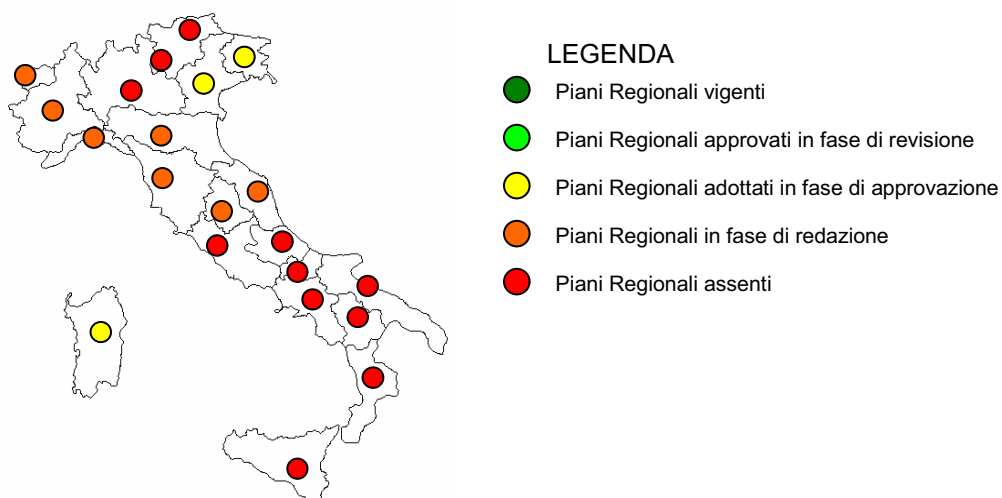 LEGENDA
Piani Regionali vigenti
Piani Regionali approvati in fase di revisione
Piani Regionali adottati in fase di approvazione
Piani Regionali in fase di redazione
Piani Regionali assenti